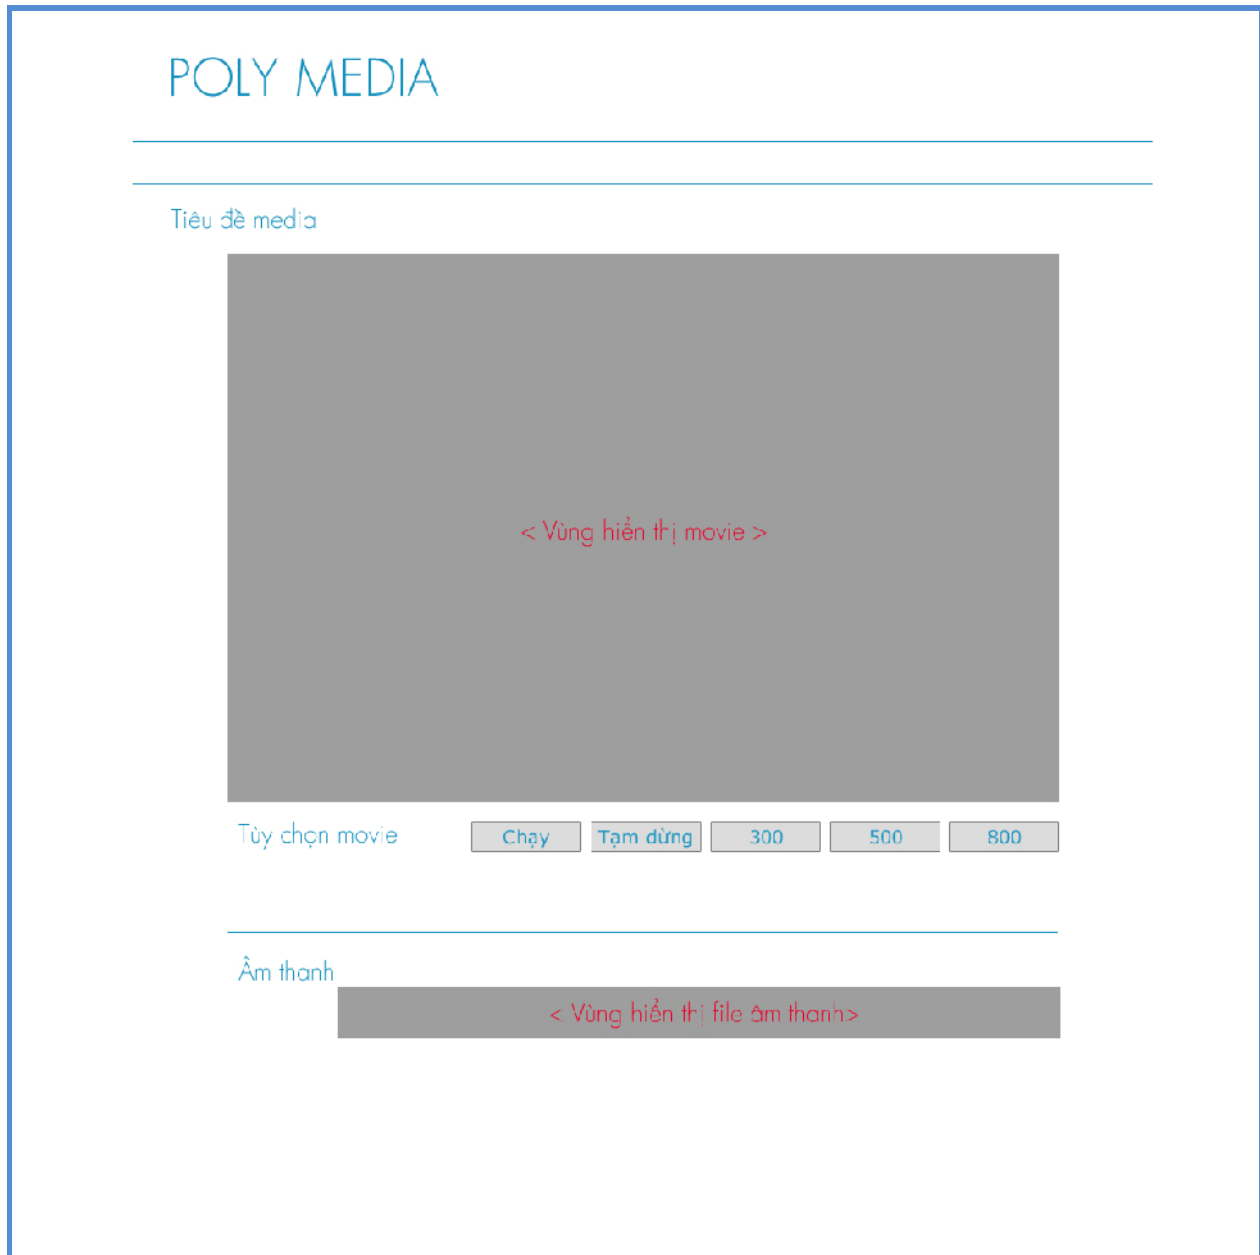 POLY MEDIA
Tiêu đề media
< Vùng hiển thị movie >
Tùy chọn movie Chạy Tạm dừng 300 500 800
Âm thanh
< Vùng hiển thị file âm thanh>